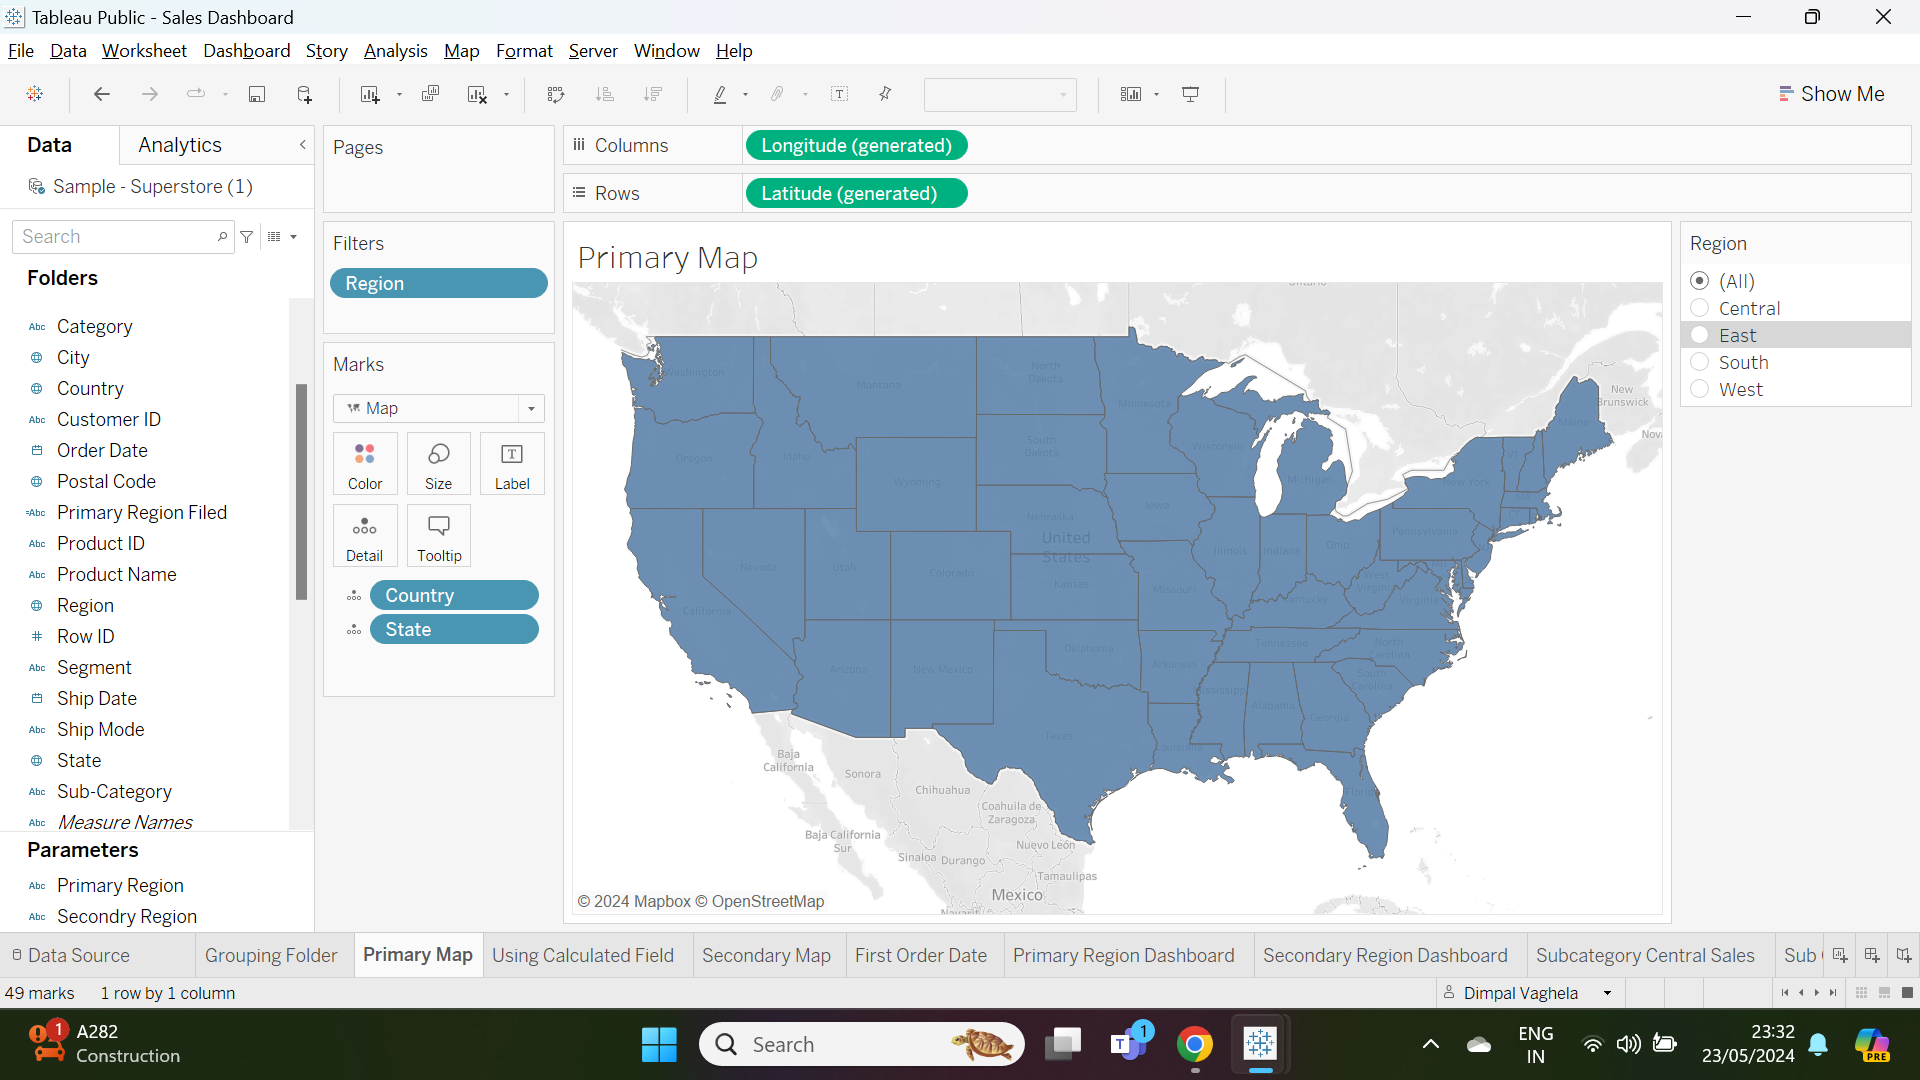 Tableau Public - Sales Dashboard
File Data Worksheet Dashboard Story Analysis Map Format Server Window Help
Show Me
Data Analytics
Sample - Superstore (1)
Search
Folders
Category
City
Country
Customer ID
Order Date
Postal Code
Primary Region Filed
Product ID
Product Name
Region
Row ID
Segment
Ship Date
Ship Mode
State
Sub-Category
Measure Names
Parameters
Primary Region
Secondry Region
Pages
Filters
Region
Marks
Map
Color Size Label
Detail Tooltip
Country
State
Columns Longitude (generated)
Rows Latitude (generated)
Primary Map
Ontario
Washington
Montana
North Dakota
Minnesota
Oregon
Idaho
South Dakota
Wisconsin
Wyoming
Michigan
New York
Maine
New Brunswick
Iowa
Nebraska
United States
Nevada
Utah
Colorado
Kansas
Missouri
Illinois
Indiana
Ohio
Pennsylvania
West Virginia
Virginia
Kentucky
California
Arizona
New Mexico
Oklahoma
Arkansas
Tennessee
North Carolina
South Carolina
Mississippi
Alabama
Georgia
Texas
Louisiana
Florida
Baja California
Sonora
Chihuahua
Coahuila de Zaragoza
Baja California Sur
Sinaloa
Durango
Nuevo León
Tamaulipas
Mexico
© 2024 Mapbox © OpenStreetMap
Region
(All)
Central
East
South
West
Data Source Grouping Folder Primary Map Using Calculated Field Secondary Map First Order Date Primary Region Dashboard Secondary Region Dashboard Subcategory Central Sales Sub
49 marks 1 row by 1 column Dimpal Vaghela
1 A282
Construction
Search
1
ENG
IN
23:32
23/05/2024
PRE